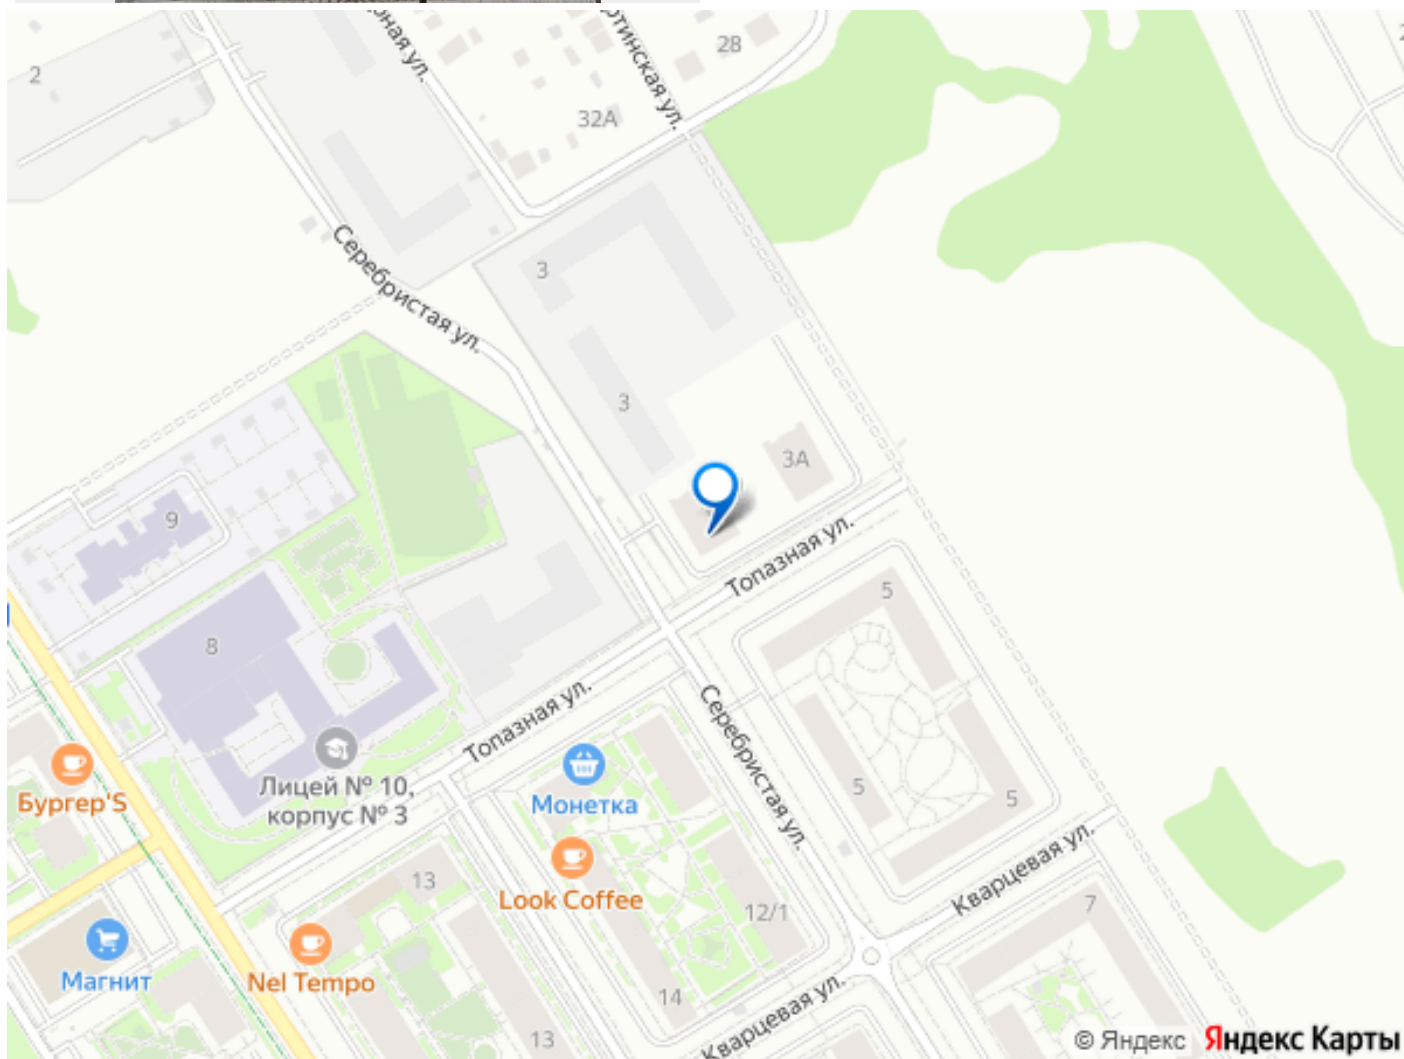 28
2
32А
Серебристая ул.
3
3
3А
9
Топазная ул.
5
8
Топазная ул.
Серебристая ул.
Лицей № 10,
корпус № 3
Бургер'S
Монетка
5
5
Look Coffee
13
Кварцевая ул.
7
12/1
Магнит
Nel Tempo
14
Кварцевая ул.
13
© Яндекс Яндекс Карты